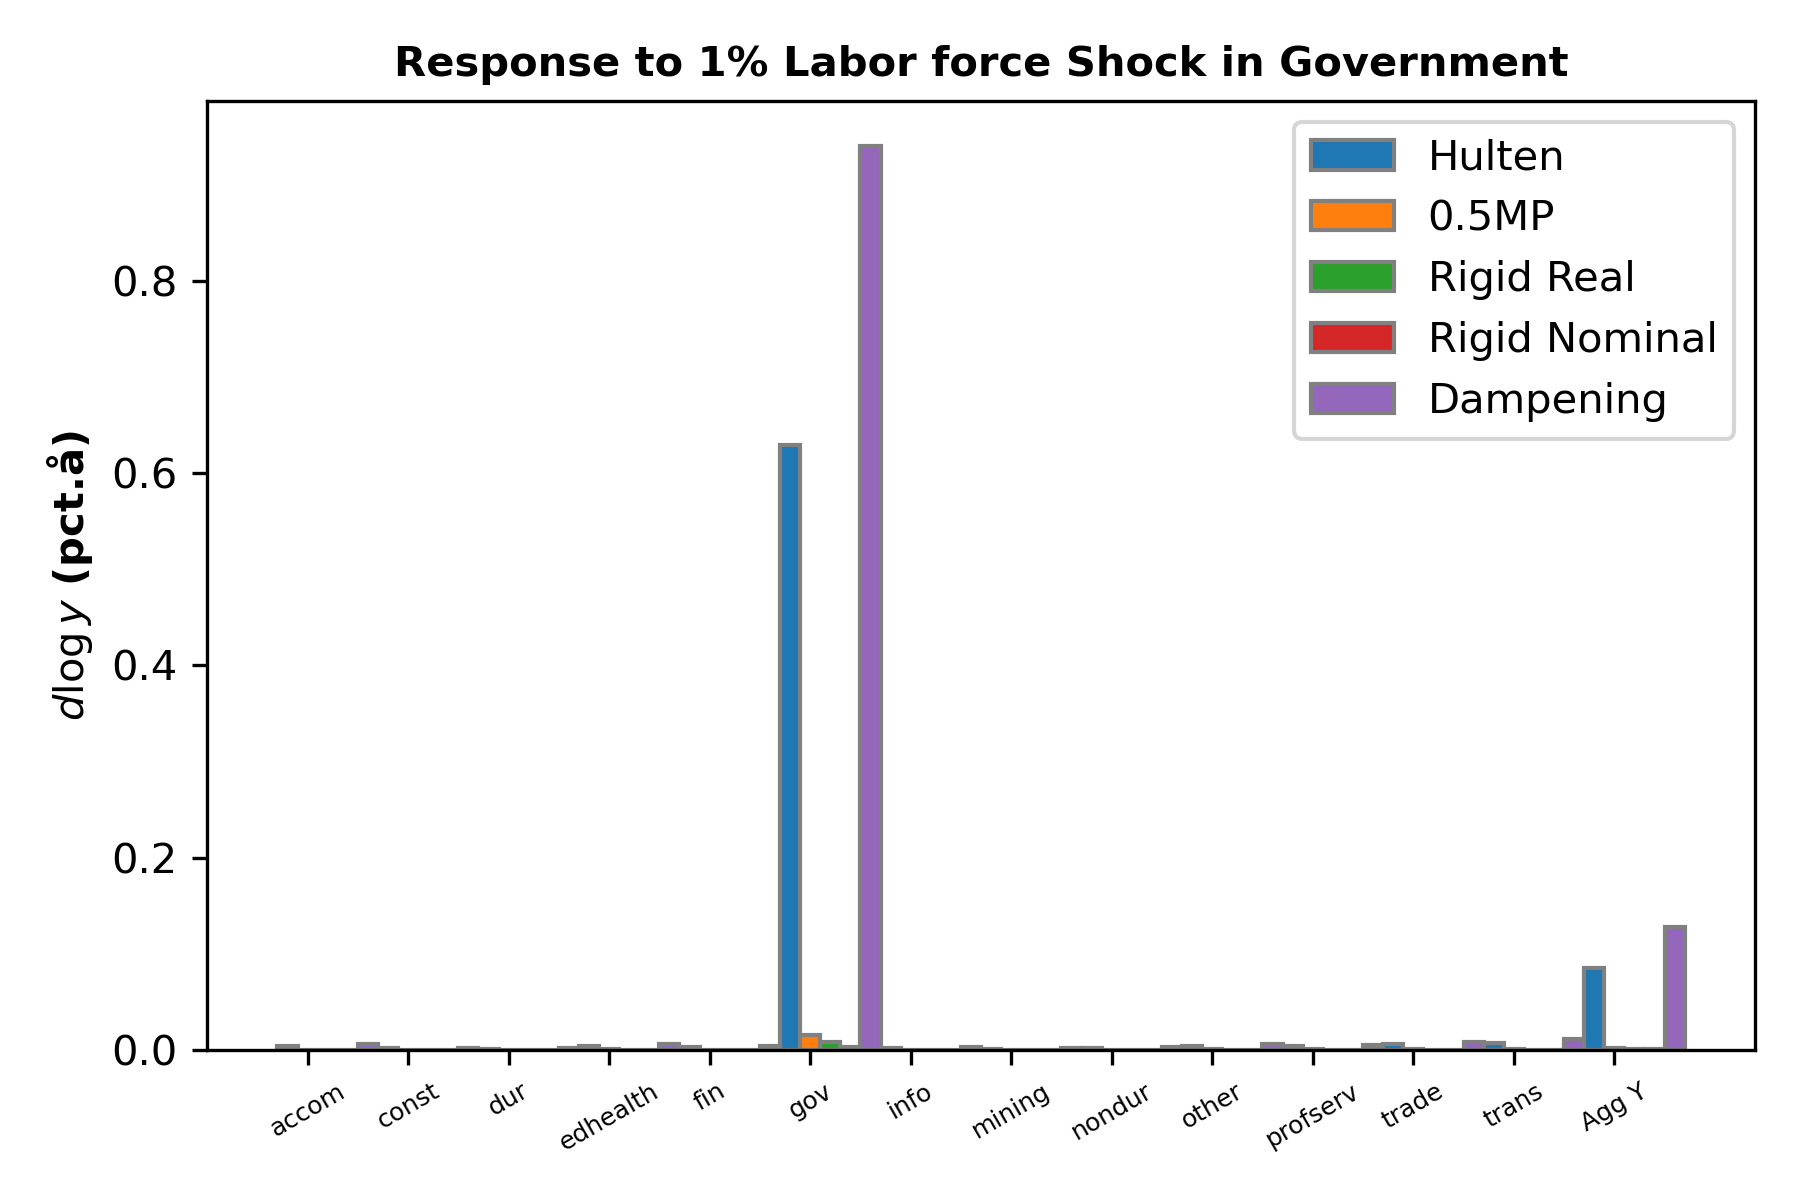 Response to 1% Labor force Shock in Government
Hulten
0.5MP
Rigid Real
Rigid Nominal
Dampening
dlog y (pct.å)
0.8
0.6
0.4
0.2
0.0
accom
const
dur
edhealth
fin
gov
info
mining
nondur
other
profserv
trade
trans
Agg Y